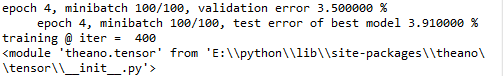 epoch 4, minibatch 100/100, validation error 3.500000 %
epoch 4, minibatch 100/100, test error of best model 3.910000 %
training @ iter =  400
<module 'theano.tensor' from 'E:\\python\\lib\\site-packages\\theano\
\tensor\\__init__.py'>